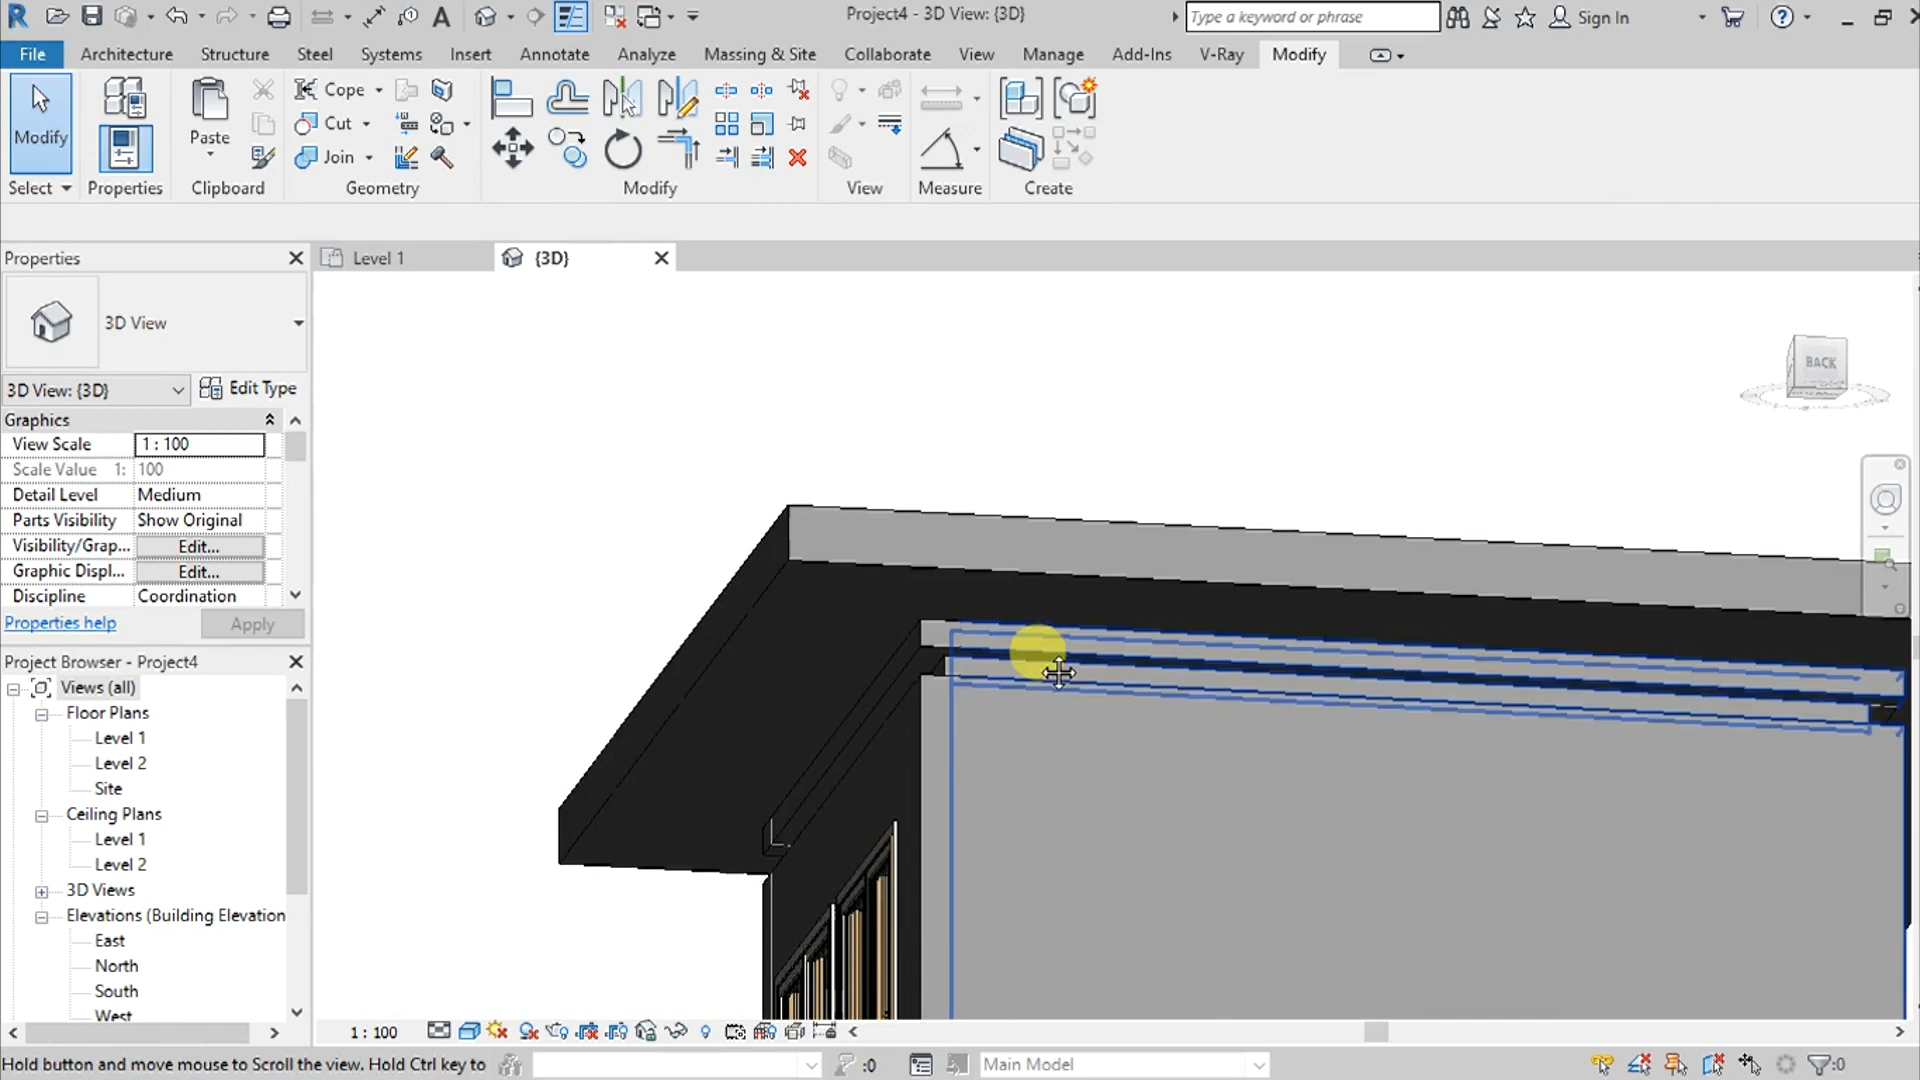 Project4 - 3D View: {3D}
Type a keyword or phrase
Sign In
File
Architecture
Structure
Steel
Systems
Insert
Annotate
Analyze
Massing & Site
Collaborate
View
Manage
Add-Ins
V-Ray
Modify
Modify
Paste
Cope
Cut
Join
Select
Properties
Clipboard
Geometry
Modify
View
Measure
Create
Properties
Level 1
{3D}
3D View
3D View: {3D}
Edit Type
Graphics
View Scale
1 : 100
Scale Value 1:
100
Detail Level
Medium
Parts Visibility
Show Original
Visibility/Grap...
Edit...
Graphic Displ...
Edit...
Discipline
Coordination
Properties help
Apply
Project Browser - Project4
Views (all)
Floor Plans
Level 1
Level 2
Site
Ceiling Plans
Level 1
Level 2
3D Views
Elevations (Building Elevation
East
North
South
West
BACK
1 : 100
Hold button and move mouse to Scroll the view. Hold Ctrl key to
:0
Main Model
:0